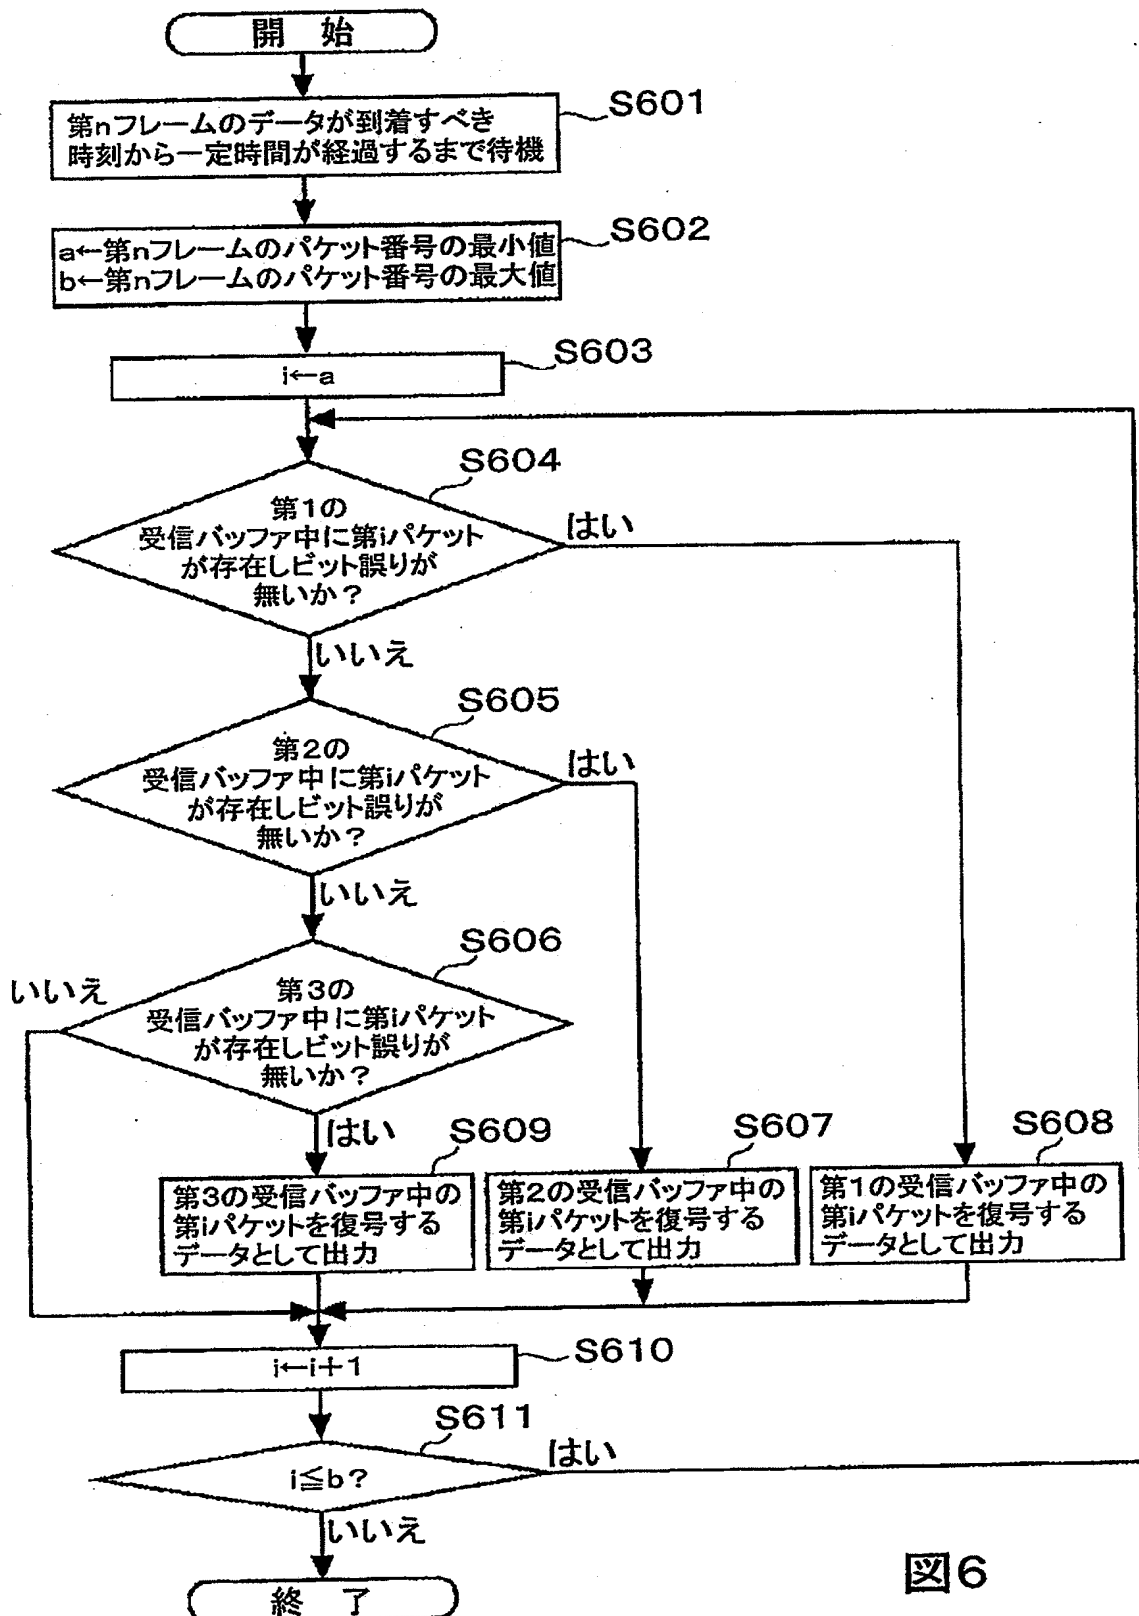 開 始
S601
第nフレームのデータが到着すべき
時刻から一定時間が経過するまで待機
S602
a←第nフレームのパケット番号の最小値
b←第nフレームのパケット番号の最大値
S603
i←a
S604
第1の
受信バッファ中に第iパケット
が存在しビット誤りが
無いか?
はい
いいえ
S605
第2の
受信バッファ中に第iパケット
が存在しビット誤りが
無いか?
はい
いいえ
S606
第3の
受信バッファ中に第iパケット
が存在しビット誤りが
無いか?
いいえ
はい
S609
第3の受信バッファ中の
第iパケットを復号する
データとして出力
S607
第2の受信バッファ中の
第iパケットを復号する
データとして出力
S608
第1の受信バッファ中の
第iパケットを復号する
データとして出力
S610
i←i+1
S611
i≦b?
はい
いいえ
終 了
図6